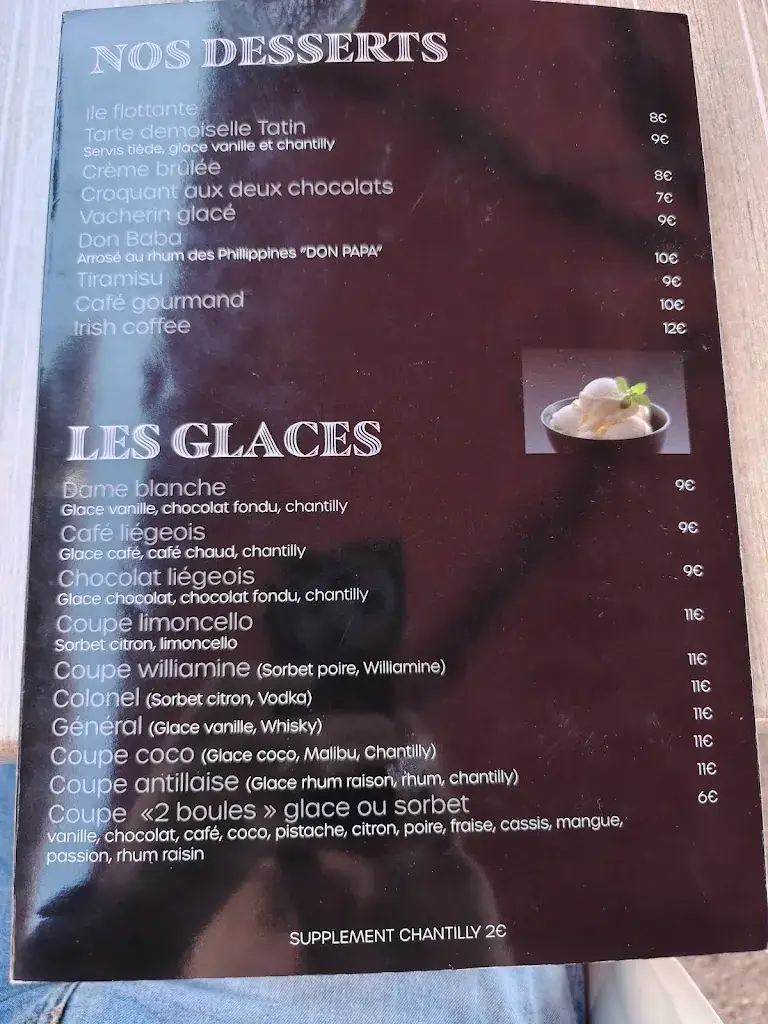 NOS DESSERTS
Ile flottante 8€
Tarte demoiselle Tatin 9€
Servis tiède, glace vanille et chantilly
Crème brûlée 8€
Croquant aux deux chocolats 7€
Vacherin glacé 9€
Don Baba 10€
Arrosé au rhum des Phillippines "DON PAPA"
Tiramisu 9€
Café gourmand 10€
Irish coffee 12€
LES GLACES
Dame blanche 9€
Glace vanille, chocolat fondu, chantilly
Café liégeois 9€
Glace café, café chaud, chantilly
Chocolat liégeois 9€
Glace chocolat, chocolat fondu, chantilly
Coupe limoncello 11€
Sorbet citron, limoncello
Coupe williamine (Sorbet poire, Williamine) 11€
Colonel (Sorbet citron, Vodka) 11€
Général (Glace vanille, Whisky) 11€
Coupe coco (Glace coco, Malibu, Chantilly) 11€
Coupe antillaise (Glace rhum raison, rhum, chantilly) 11€
Coupe «2 boules » glace ou sorbet 6€
vanille, chocolat, café, coco, pistache, citron, poire, fraise, cassis, mangue,
passion, rhum raisin
SUPPLEMENT CHANTILLY 2€